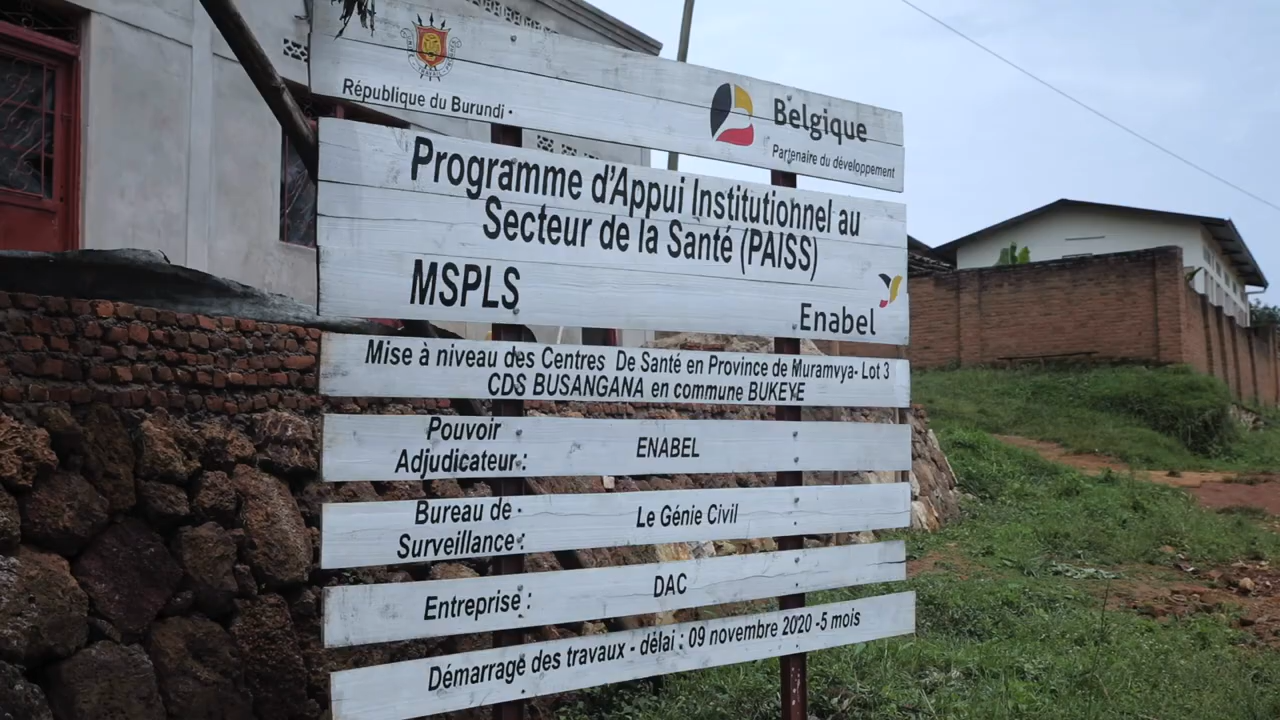 République du Burundi
Belgique
Partenaire du développement
Programme d'Appui Institutionnel au
Secteur de la Santé (PAISS)
MSPLS
Enabel
Mise à niveau des Centres De Santé en Province de Muramvya- Lot 3
CDS BUSANGANA en commune BUKEYE
Pouvoir
Adjudicateur : ENABEL
Bureau de
Surveillance : Le Génie Civil
Entreprise : DAC
Démarrage des travaux - délai : 09 novembre 2020 -5 mois